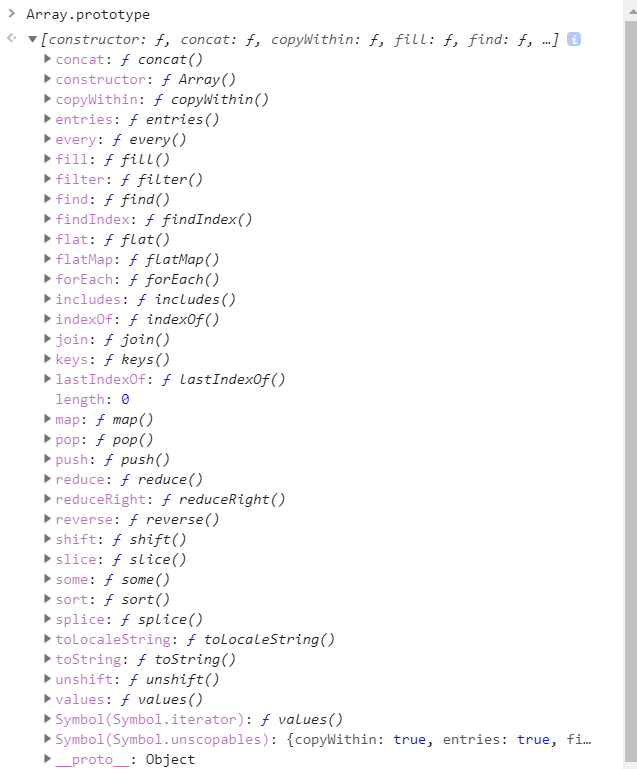 > Array.prototype
[constructor: ƒ, concat: ƒ, copyWithin: ƒ, fill: ƒ, find: ƒ, …] i
concat: ƒ concat()
constructor: ƒ Array()
copyWithin: ƒ copyWithin()
entries: ƒ entries()
every: ƒ every()
fill: ƒ fill()
filter: ƒ filter()
find: ƒ find()
findIndex: ƒ findIndex()
flat: ƒ flat()
flatMap: ƒ flatMap()
forEach: ƒ forEach()
includes: ƒ includes()
indexOf: ƒ indexOf()
join: ƒ join()
keys: ƒ keys()
lastIndexOf: ƒ lastIndexOf()
length: 0
map: ƒ map()
pop: ƒ pop()
push: ƒ push()
reduce: ƒ reduce()
reduceRight: ƒ reduceRight()
reverse: ƒ reverse()
shift: ƒ shift()
slice: ƒ slice()
some: ƒ some()
sort: ƒ sort()
splice: ƒ splice()
toLocaleString: ƒ toLocaleString()
toString: ƒ toString()
unshift: ƒ unshift()
values: ƒ values()
Symbol(Symbol.iterator): ƒ values()
Symbol(Symbol.unscopables): {copyWithin: true, entries: true, fi…
__proto__: Object